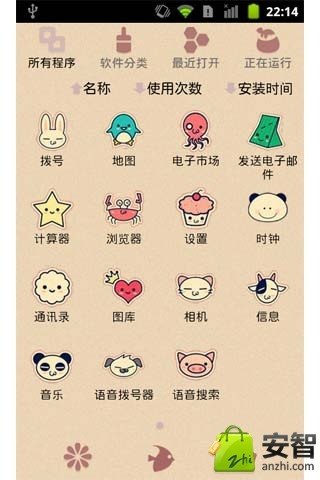 22:14
所有程序 软件分类 最近打开 正在运行
名称 使用次数 安装时间
拨号 地图 电子市场 发送电子邮件
计算器 浏览器 设置 时钟
通讯录 图库 相机 信息
音乐 语音拨号器 语音搜索
zhi
安智
anzhi.com